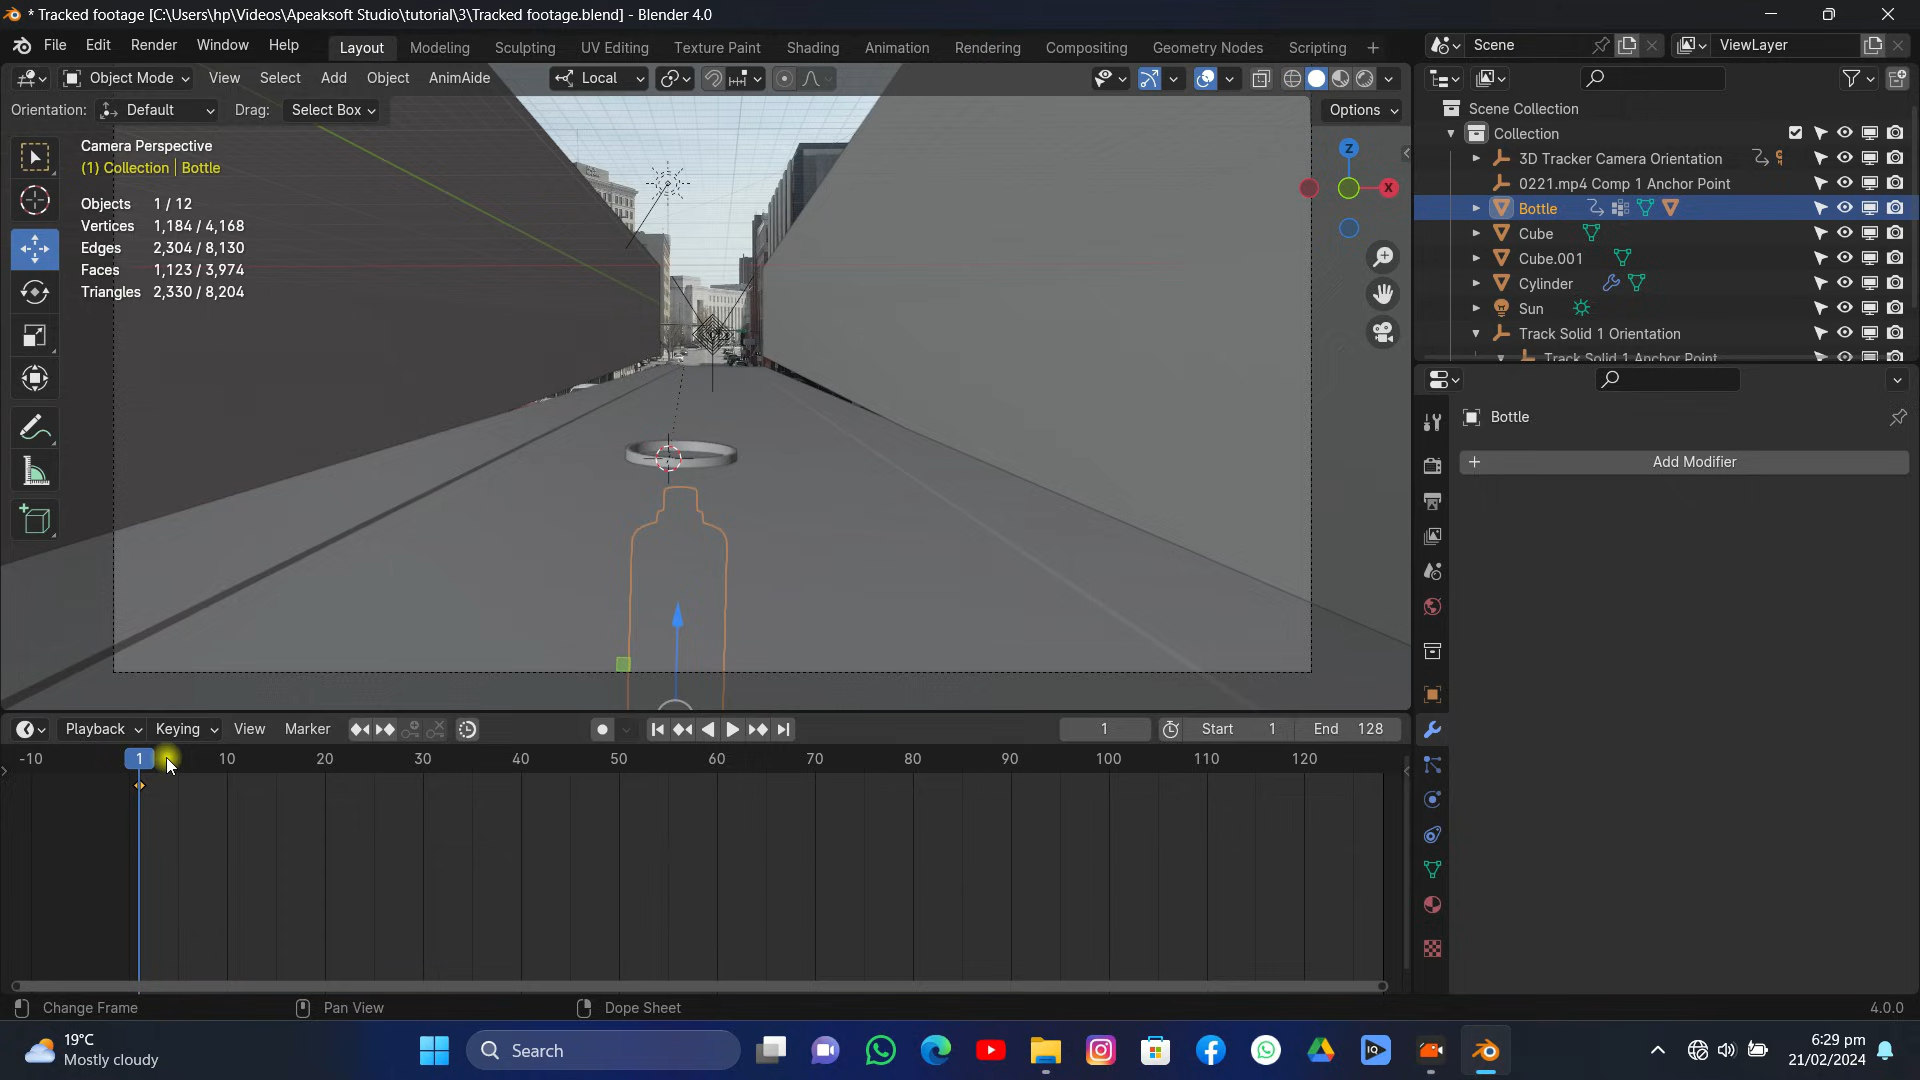 * Tracked footage [C:\Users\hp\Videos\Apeaksoft Studio\tutorial\3\Tracked footage.blend] - Blender 4.0
File Edit Render Window Help Layout Modeling Sculpting UV Editing Texture Paint Shading Animation Rendering Compositing Geometry Nodes Scripting + Scene ViewLayer
Object Mode View Select Add Object AnimAide Local
Orientation: Default Drag: Select Box Options
Scene Collection
Collection
3D Tracker Camera Orientation
0221.mp4 Comp 1 Anchor Point
Bottle
Cube
Cube.001
Cylinder
Sun
Track Solid 1 Orientation
Track Solid 1 Anchor Point
Camera Perspective
(1) Collection | Bottle
Objects 1 / 12
Vertices 1,184 / 4,168
Edges 2,304 / 8,130
Faces 1,123 / 3,974
Triangles 2,330 / 8,204
Z
X
Bottle
+ Add Modifier
Playback Keying View Marker 1 Start 1 End 128
-10 1 10 20 30 40 50 60 70 80 90 100 110 120
Change Frame Pan View Dope Sheet 4.0.0
19°C
Mostly cloudy
Search
IQ
6:29 pm
21/02/2024